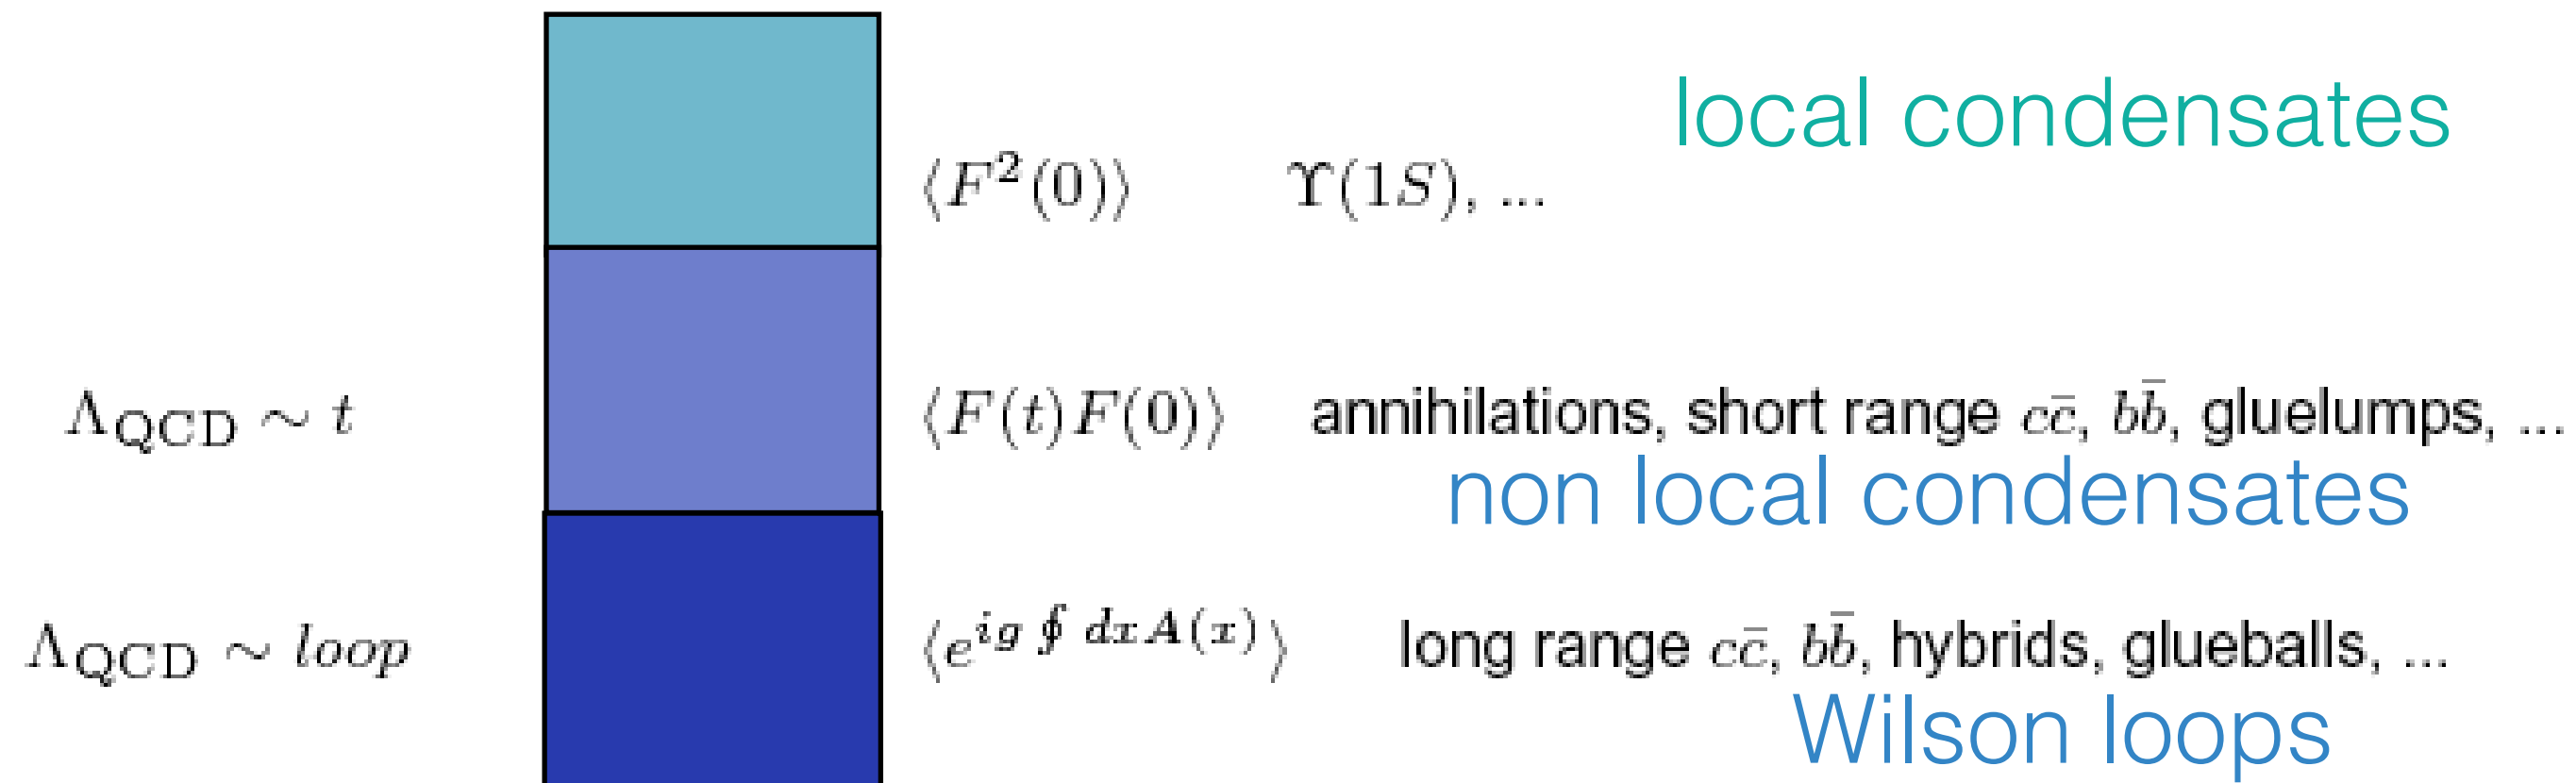 local condensates
⟨F²(0)⟩ ϒ(1S), ...
Λ_QCD ∼ t ⟨F(t)F(0)⟩ annihilations, short range cc̄, bb̄, gluelumps, ...
non local condensates
Λ_QCD ∼ loop ⟨e^{ig ∮ dxA(x)}⟩ long range cc̄, bb̄, hybrids, glueballs, ...
Wilson loops